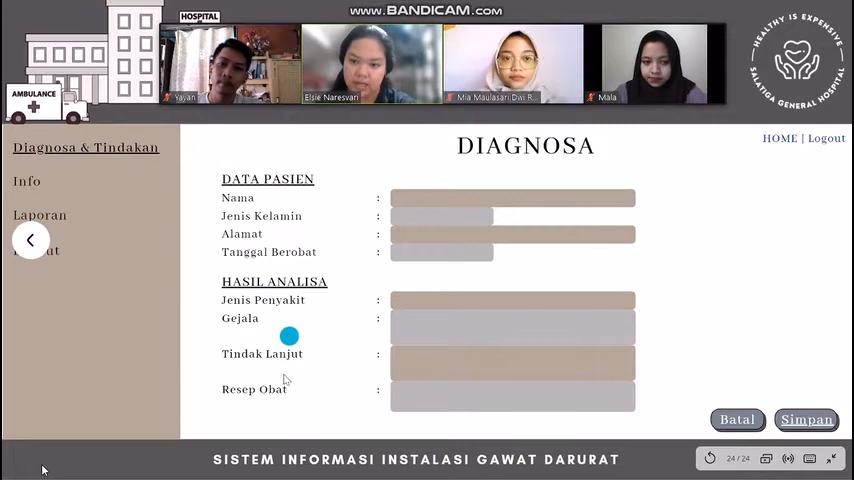 WWW.BANDICAM.COM
HOSPITAL
AMBULANCE
Yayan
Elsie Naresvari
Mia Maulasari Dwi R...
Mala
HEALTHY IS EXPENSIVE
SALATIGA GENERAL HOSPITAL
Diagnosa & Tindakan
Info
Laporan
DIAGNOSA
HOME | Logout
DATA PASIEN
Nama :
Jenis Kelamin :
Alamat :
Tanggal Berobat :
HASIL ANALISA
Jenis Penyakit :
Gejala :
Tindak Lanjut :
Resep Obat :
Batal
Simpan
SISTEM INFORMASI INSTALASI GAWAT DARURAT
24 / 24